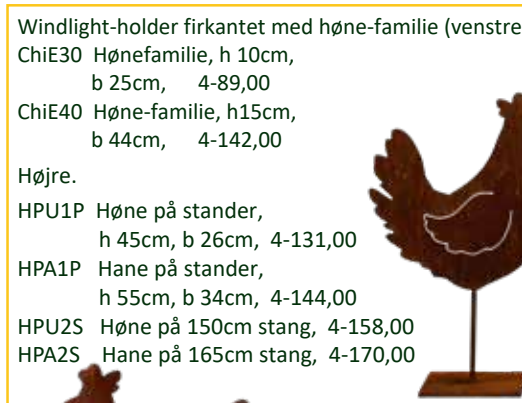 Windlight-holder firkantet med høne-familie (venstre
ChiE30 Hønefamilie, h 10cm,
b 25cm, 4-89,00
ChiE40 Høne-familie, h15cm,
b 44cm, 4-142,00
Højre.
HPU1P Høne på stander,
h 45cm, b 26cm, 4-131,00
HPA1P Hane på stander,
h 55cm, b 34cm, 4-144,00
HPU2S Høne på 150cm stang, 4-158,00
HPA2S Hane på 165cm stang, 4-170,00